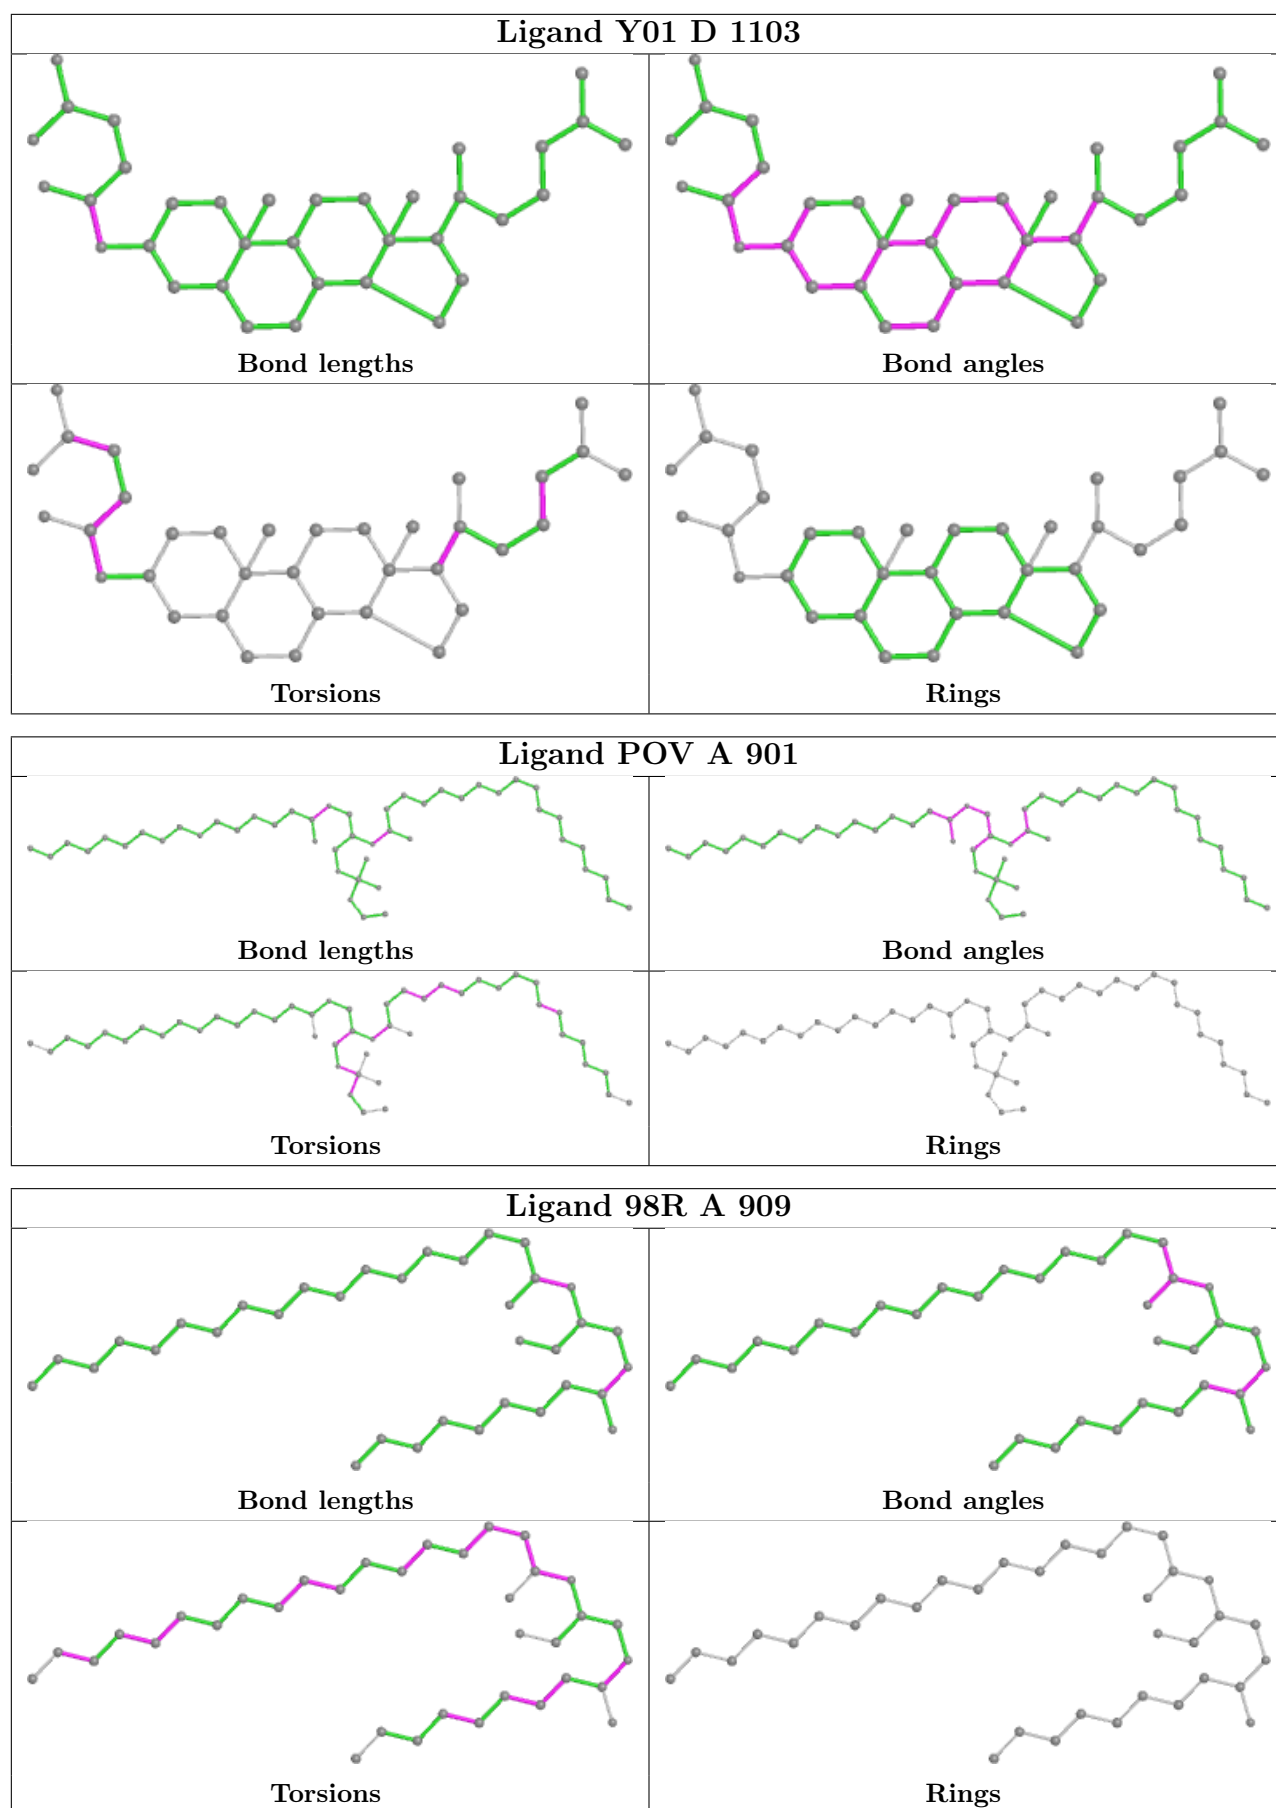 Ligand Y01 D 1103
Bond lengths
Bond angles
Torsions
Rings
Ligand POV A 901
Bond lengths
Bond angles
Torsions
Rings
Ligand 98R A 909
Bond lengths
Bond angles
Torsions
Rings